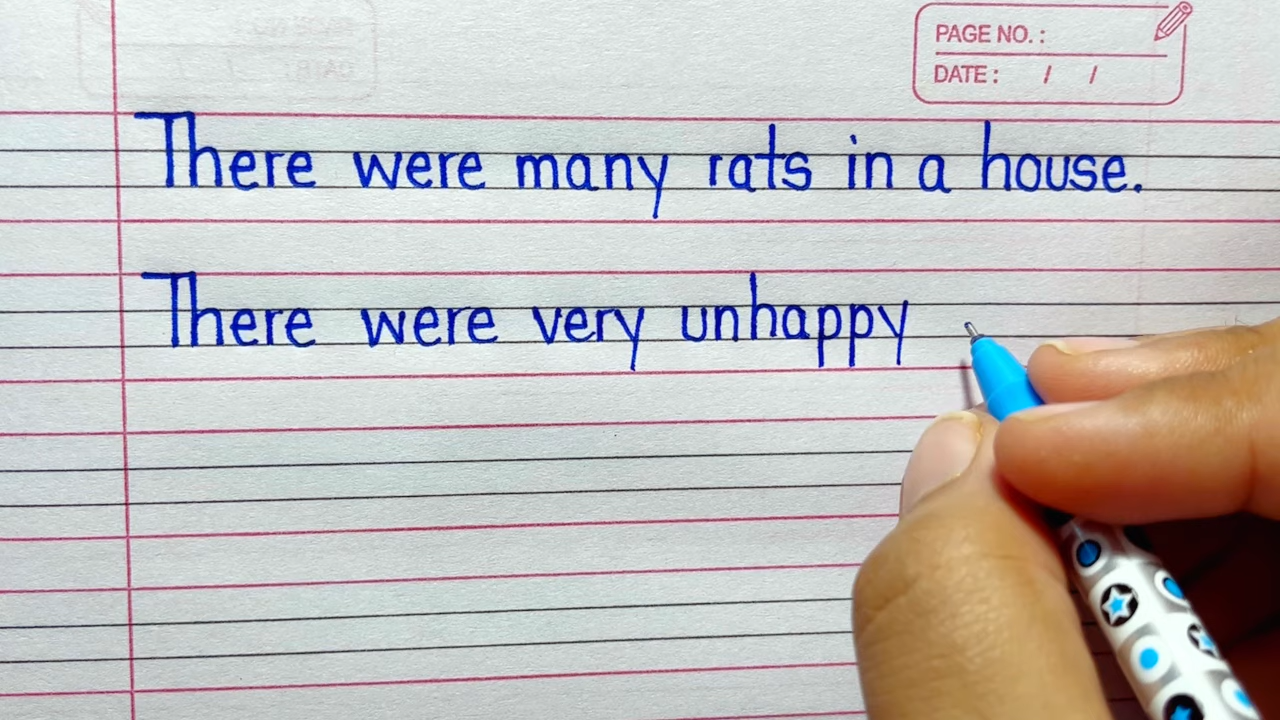 PAGE NO. :
DATE : / /
There were many rats in a house.
There were very unhappy